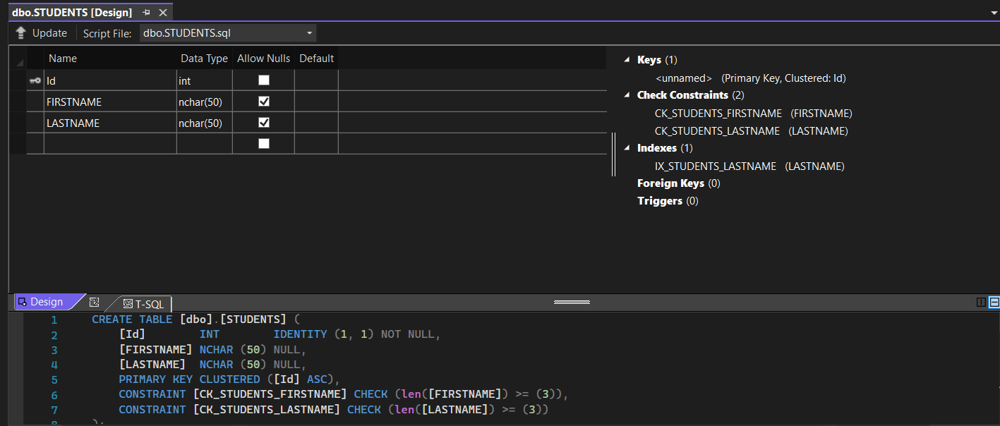 dbo.STUDENTS [Design]
Update Script File: dbo.STUDENTS.sql
Name Data Type Allow Nulls Default
Id int
FIRSTNAME nchar(50)
LASTNAME nchar(50)
Keys (1)
<unnamed> (Primary Key, Clustered: Id)
Check Constraints (2)
CK_STUDENTS_FIRSTNAME (FIRSTNAME)
CK_STUDENTS_LASTNAME (LASTNAME)
Indexes (1)
IX_STUDENTS_LASTNAME (LASTNAME)
Foreign Keys (0)
Triggers (0)
Design T-SQL
1 CREATE TABLE [dbo].[STUDENTS] (
2 [Id] INT IDENTITY (1, 1) NOT NULL,
3 [FIRSTNAME] NCHAR (50) NULL,
4 [LASTNAME] NCHAR (50) NULL,
5 PRIMARY KEY CLUSTERED ([Id] ASC),
6 CONSTRAINT [CK_STUDENTS_FIRSTNAME] CHECK (len([FIRSTNAME]) >= (3)),
7 CONSTRAINT [CK_STUDENTS_LASTNAME] CHECK (len([LASTNAME]) >= (3))
8 );